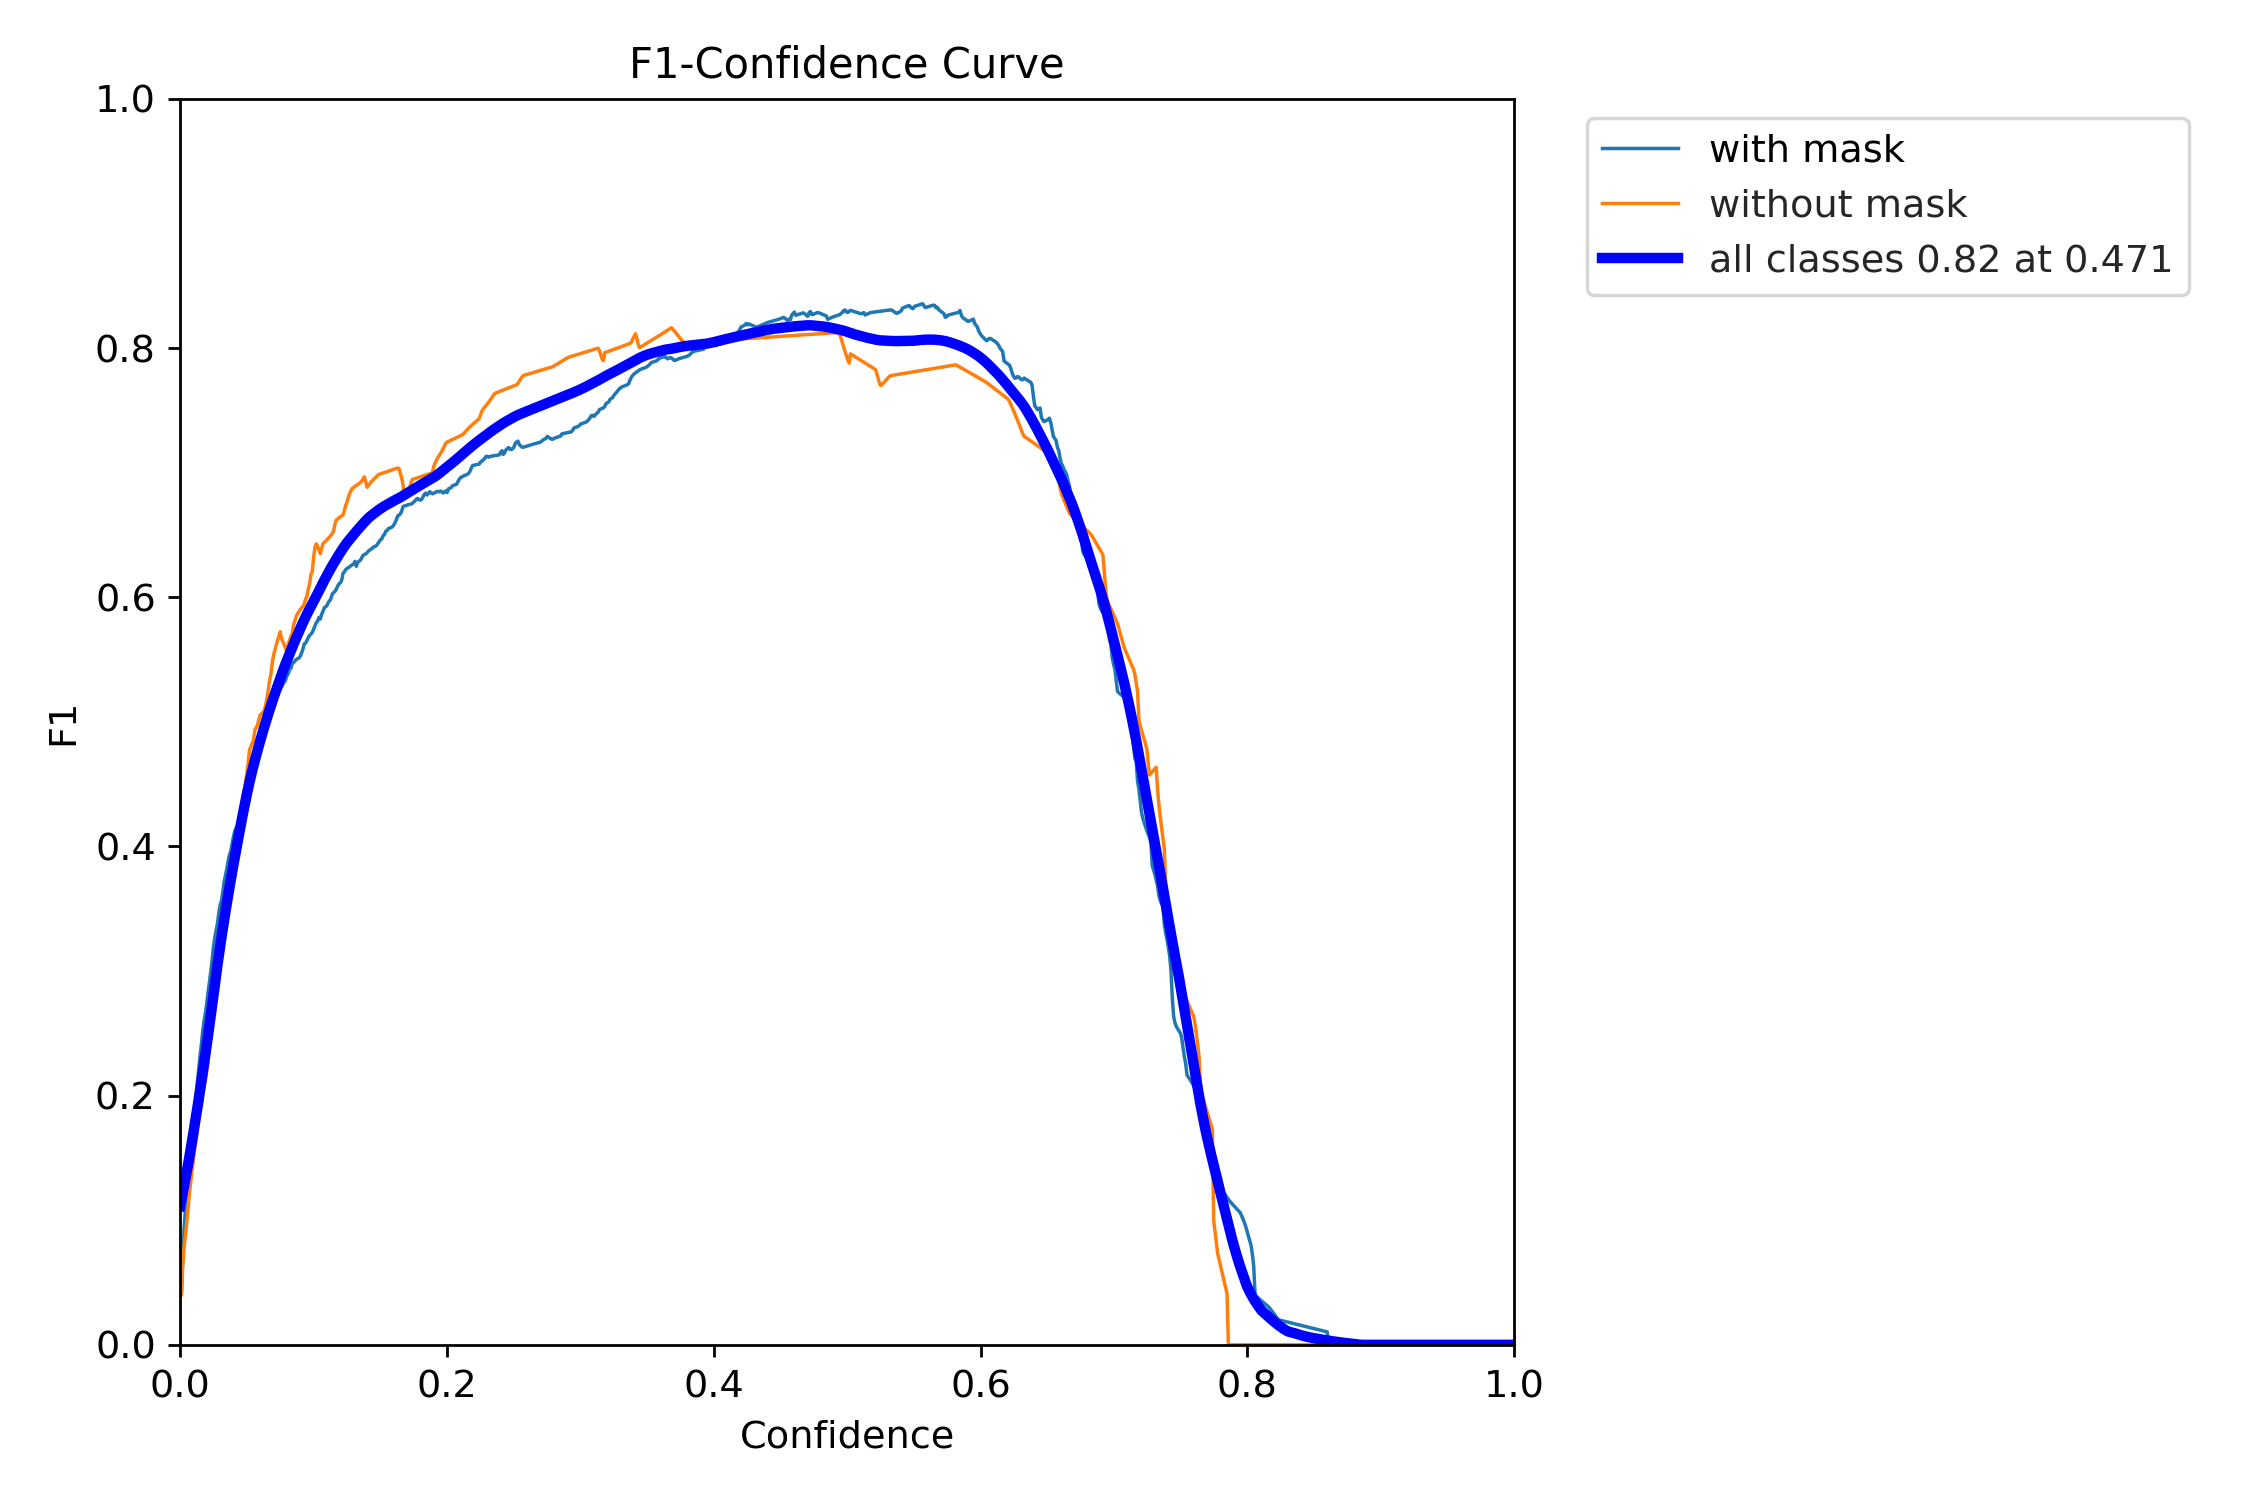 F1-Confidence Curve
with mask
without mask
all classes 0.82 at 0.471
1.0
0.8
0.6
0.4
0.2
0.0
F1
0.0 0.2 0.4 0.6 0.8 1.0
Confidence